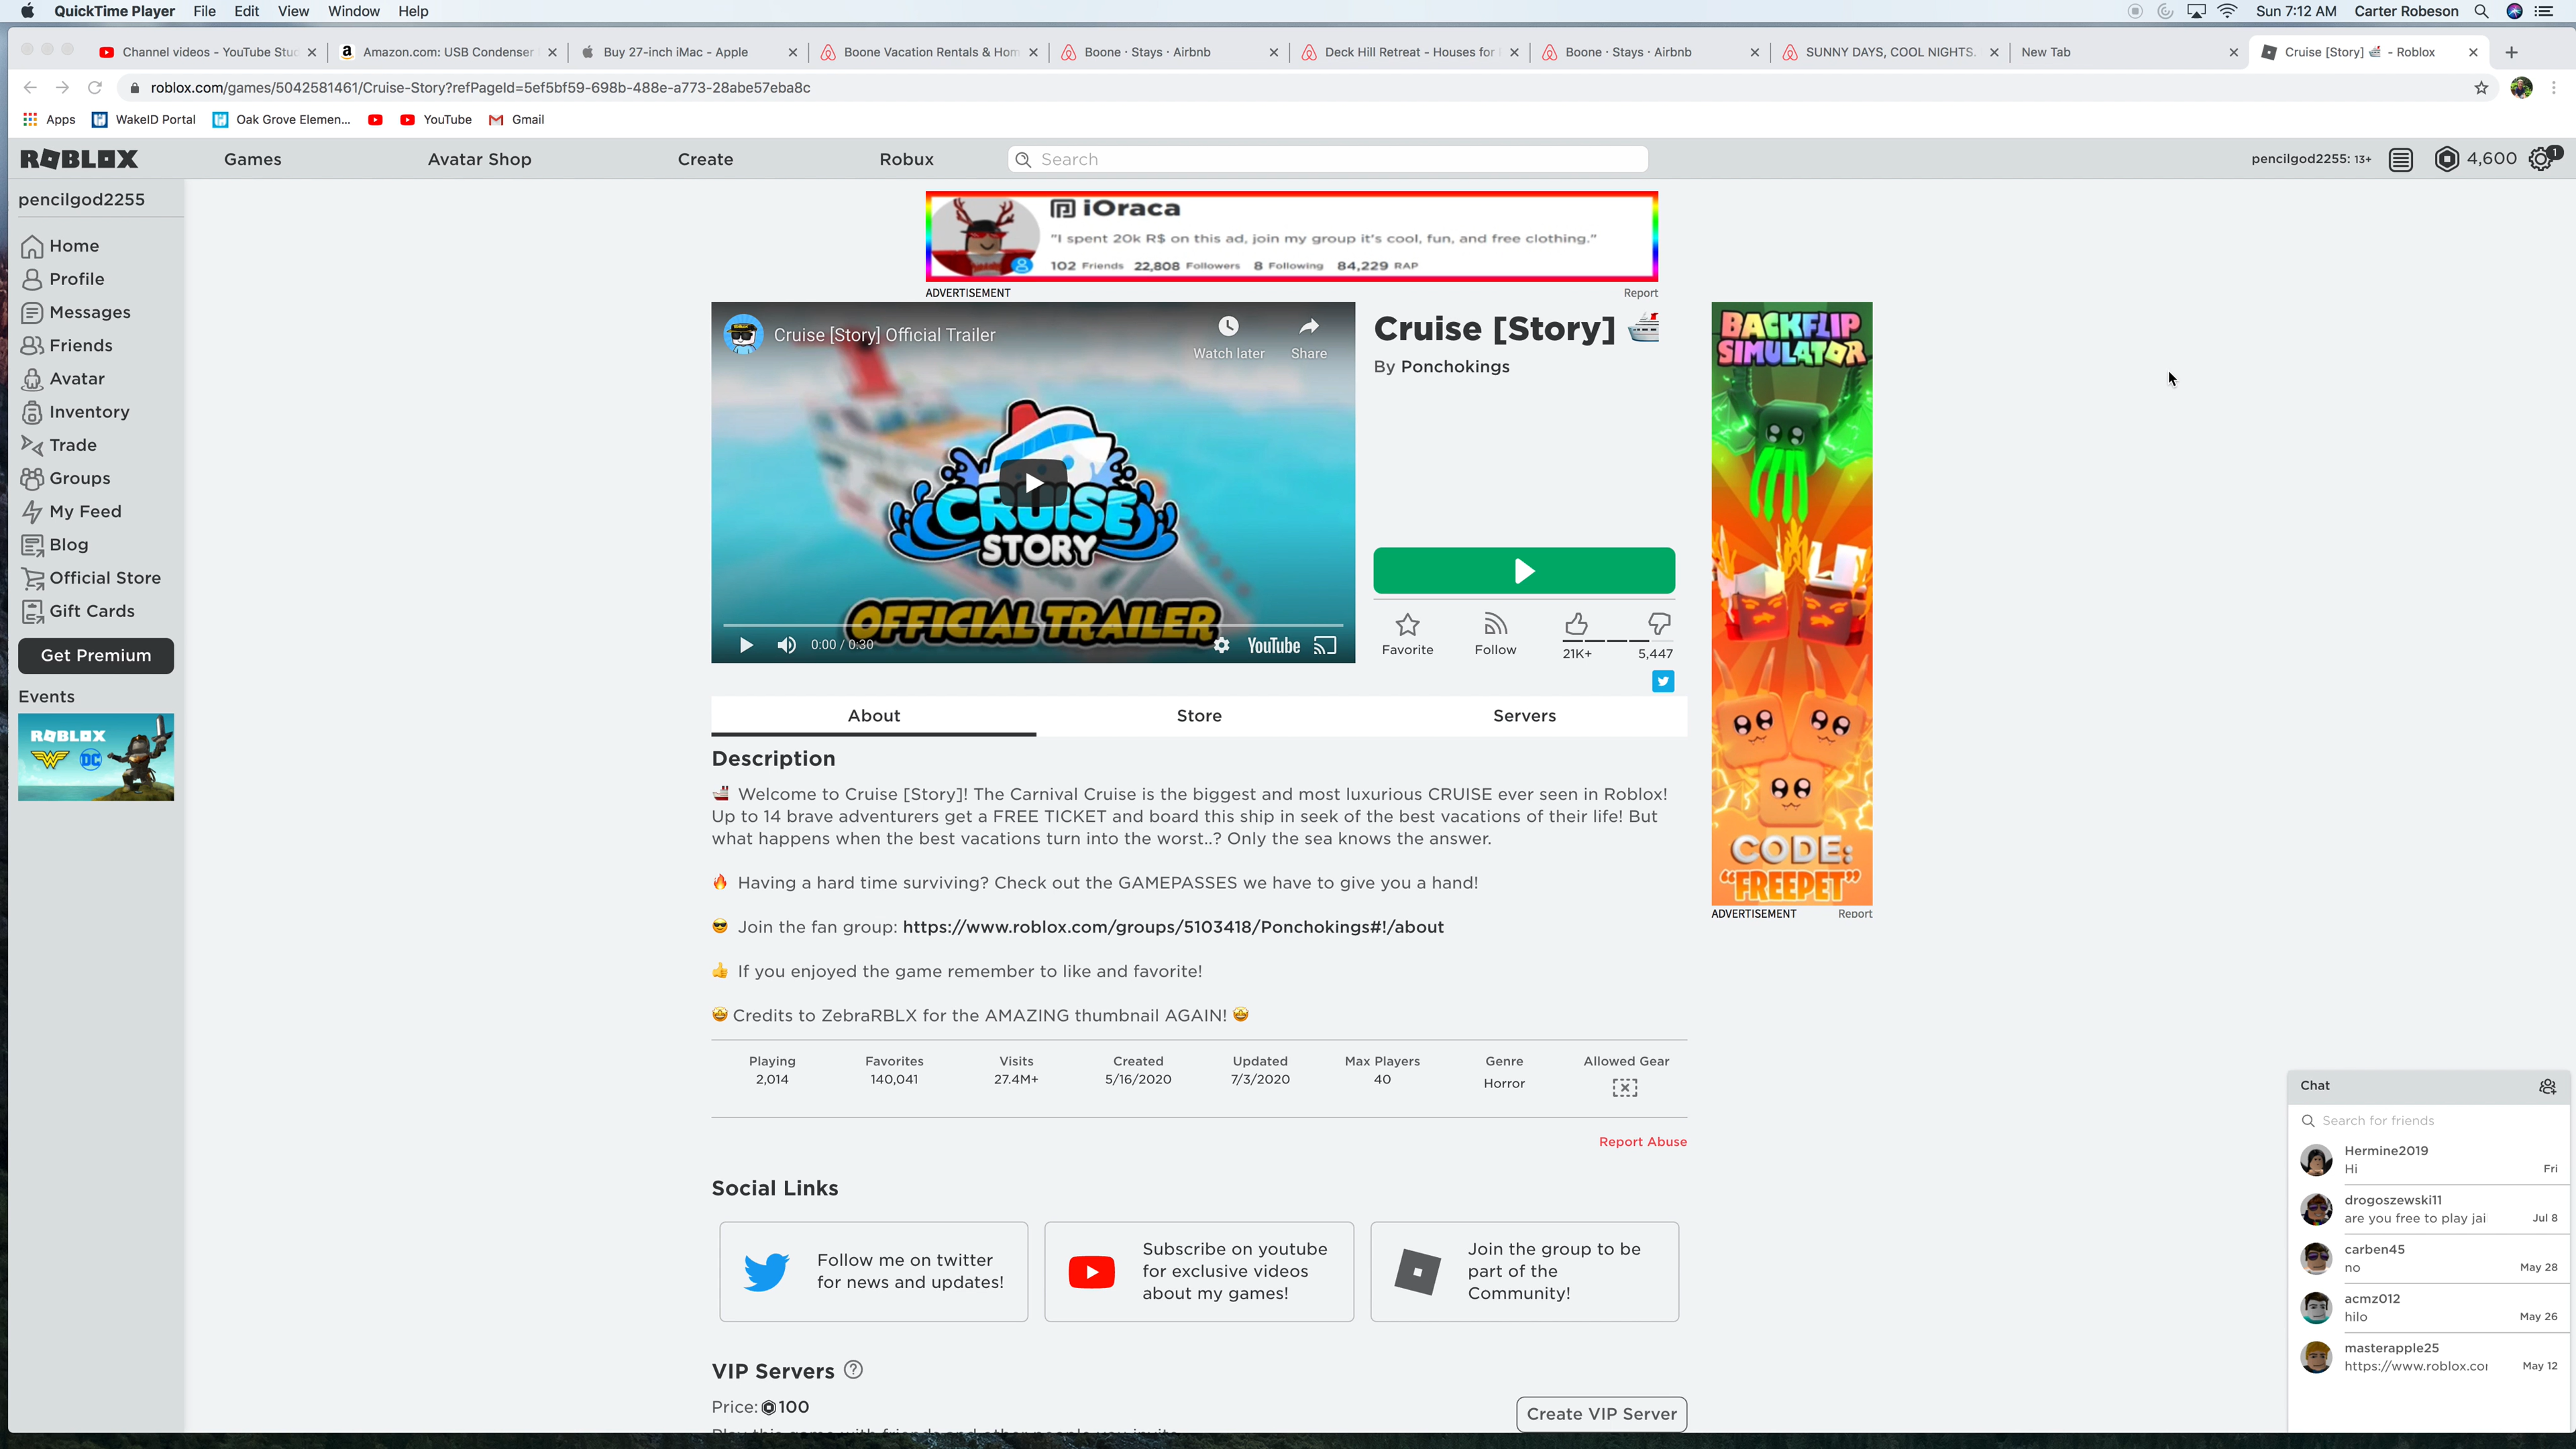 QuickTime Player File Edit View Window Help Sun 7:12 AM Carter Robeson
Channel videos - YouTube Stu
Amazon.com: USB Condenser
Buy 27-inch iMac - Apple
Boone Vacation Rentals & Hom
Boone · Stays · Airbnb
Deck Hill Retreat - Houses for
Boone · Stays · Airbnb
SUNNY DAYS, COOL NIGHTS.
New Tab
Cruise [Story] 🛳 - Roblox
roblox.com/games/5042581461/Cruise-Story?refPageId=5ef5bf59-698b-488e-a773-28abe57eba8c
Apps WakeID Portal Oak Grove Elemen... YouTube Gmail
ROBLOX Games Avatar Shop Create Robux Search pencilgod2255: 13+ 4,600 1
pencilgod2255
Home
Profile
Messages
Friends
Avatar
Inventory
Trade
Groups
My Feed
Blog
Official Store
Gift Cards
Get Premium
Events
ROBLOX
DC
iOraca
"I spent 20k R$ on this ad, join my group it's cool, fun, and free clothing."
102 Friends 22,808 Followers 8 Following 84,229 RAP
ADVERTISEMENT Report
Cruise [Story] Official Trailer
Watch later Share
CRUISE
STORY
OFFICIAL TRAILER
0:00 / 0:30 YouTube
Cruise [Story] 🛳
By Ponchokings
Favorite Follow 21K+ 5,447
BACKFLIP
SIMULATOR
CODE:
"FREEPET"
ADVERTISEMENT Report
About Store Servers
Description
🚢 Welcome to Cruise [Story]! The Carnival Cruise is the biggest and most luxurious CRUISE ever seen in Roblox!
Up to 14 brave adventurers get a FREE TICKET and board this ship in seek of the best vacations of their life! But
what happens when the best vacations turn into the worst..? Only the sea knows the answer.
🔥 Having a hard time surviving? Check out the GAMEPASSES we have to give you a hand!
😎 Join the fan group: https://www.roblox.com/groups/5103418/Ponchokings#!/about
👍 If you enjoyed the game remember to like and favorite!
🤩 Credits to ZebraRBLX for the AMAZING thumbnail AGAIN! 🤩
Playing Favorites Visits Created Updated Max Players Genre Allowed Gear
2,014 140,041 27.4M+ 5/16/2020 7/3/2020 40 Horror
Report Abuse
Social Links
Follow me on twitter
for news and updates!
Subscribe on youtube
for exclusive videos
about my games!
Join the group to be
part of the
Community!
VIP Servers
Price: 100
Create VIP Server
Play this game with friends and other people you invite
Chat
Search for friends
Hermine2019
Hi Fri
drogoszewski11
are you free to play jai Jul 8
carben45
no May 28
acmz012
hilo May 26
masterapple25
https://www.roblox.cor May 12